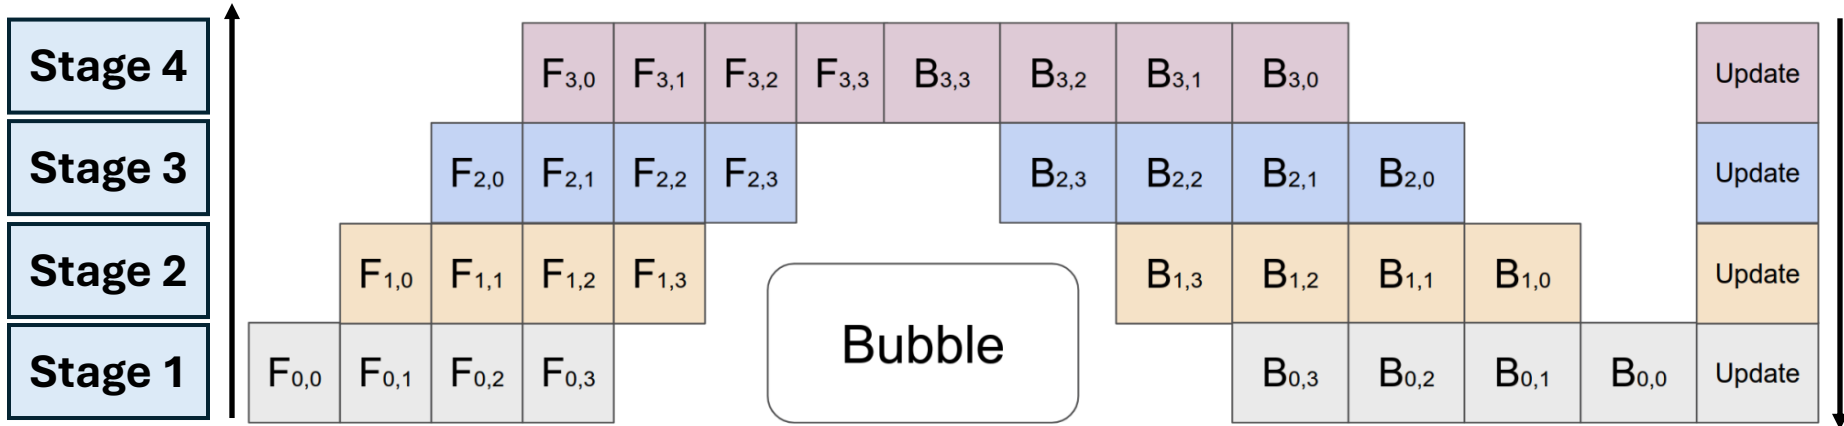 Stage 4 F3,0 F3,1 F3,2 F3,3 B3,3 B3,2 B3,1 B3,0 Update
Stage 3 F2,0 F2,1 F2,2 F2,3 B2,3 B2,2 B2,1 B2,0 Update
Stage 2 F1,0 F1,1 F1,2 F1,3 B1,3 B1,2 B1,1 B1,0 Update
Bubble
Stage 1 F0,0 F0,1 F0,2 F0,3 B0,3 B0,2 B0,1 B0,0 Update